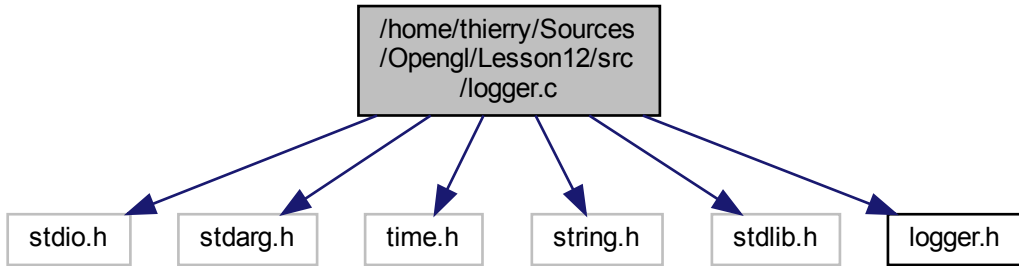 /home/thierry/Sources
/Opengl/Lesson12/src
/logger.c
stdio.h
stdarg.h
time.h
string.h
stdlib.h
logger.h